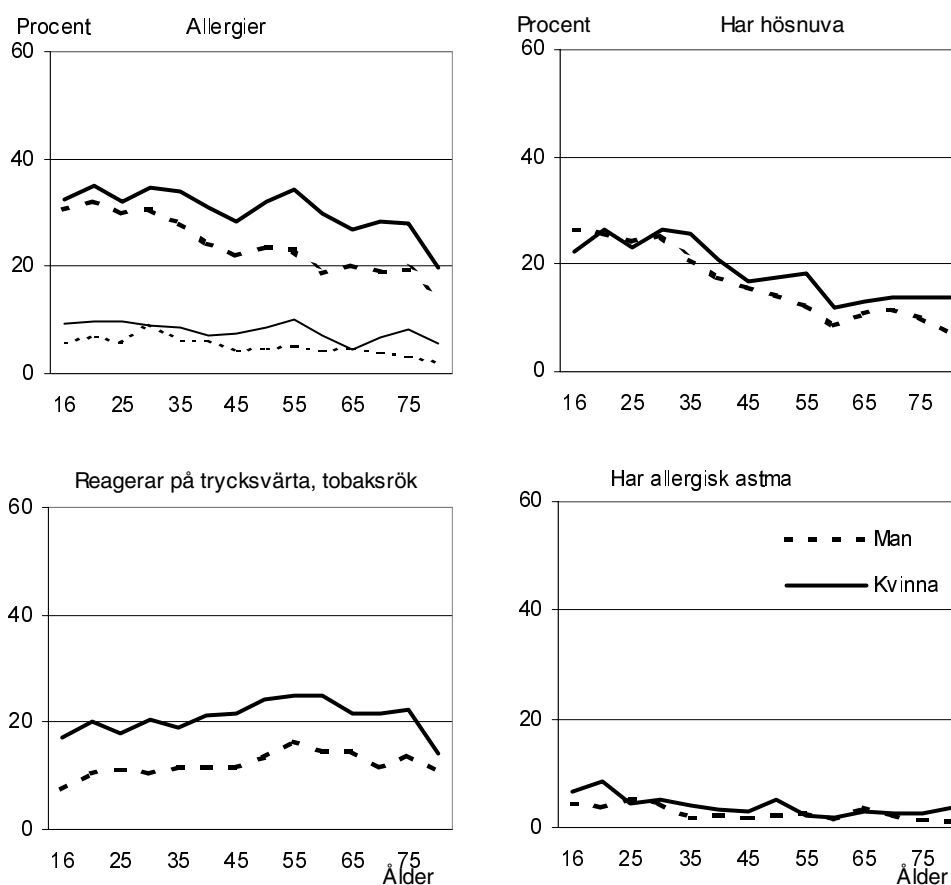 Procent Allergier
60
40
20
0
16 25 35 45 55 65 75
Procent Har hösnuva
60
40
20
0
16 25 35 45 55 65 75
Reagerar på trycksvärta, tobaksrök
60
40
20
0
16 25 35 45 55 65 75
Ålder
Har allergisk astma
60
Man
Kvinna
40
20
0
16 25 35 45 55 65 75
Ålder